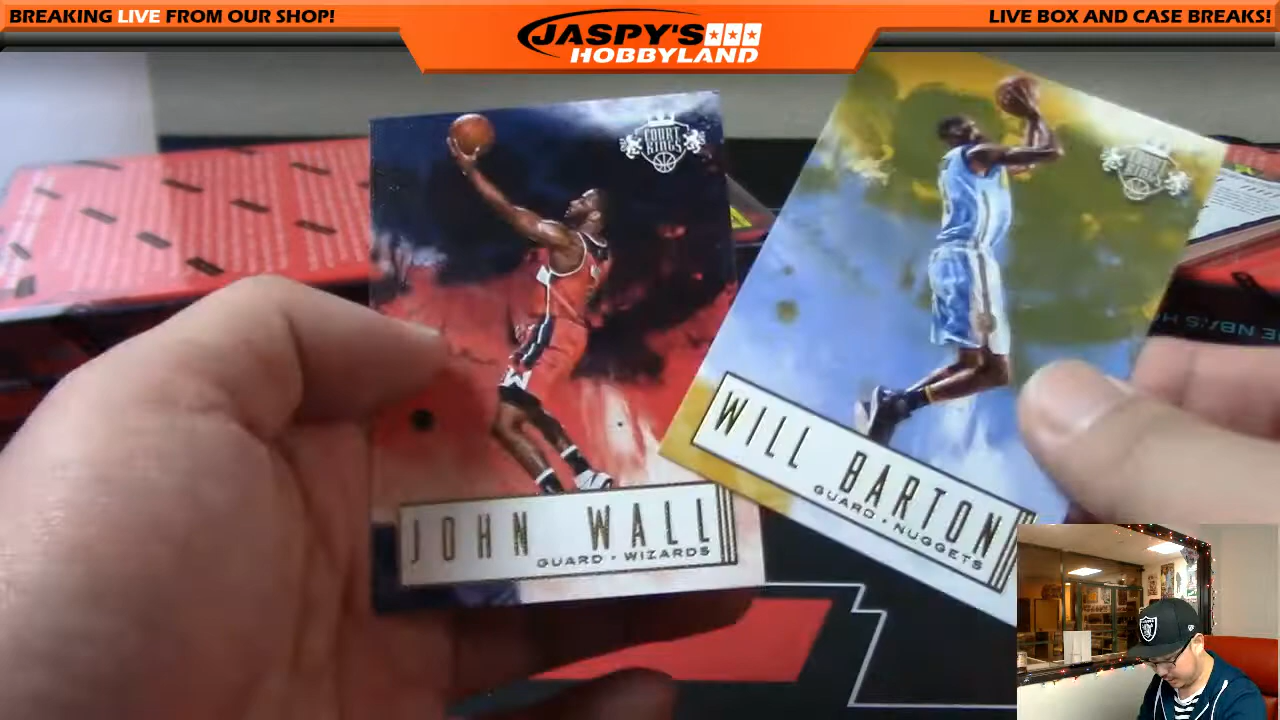 BREAKING LIVE FROM OUR SHOP!
JASPY'S
HOBBYLAND
LIVE BOX AND CASE BREAKS!
COURT
KINGS
COURT
KINGS
JOHN WALL
GUARD • WIZARDS
WILL BARTON
GUARD • NUGGETS